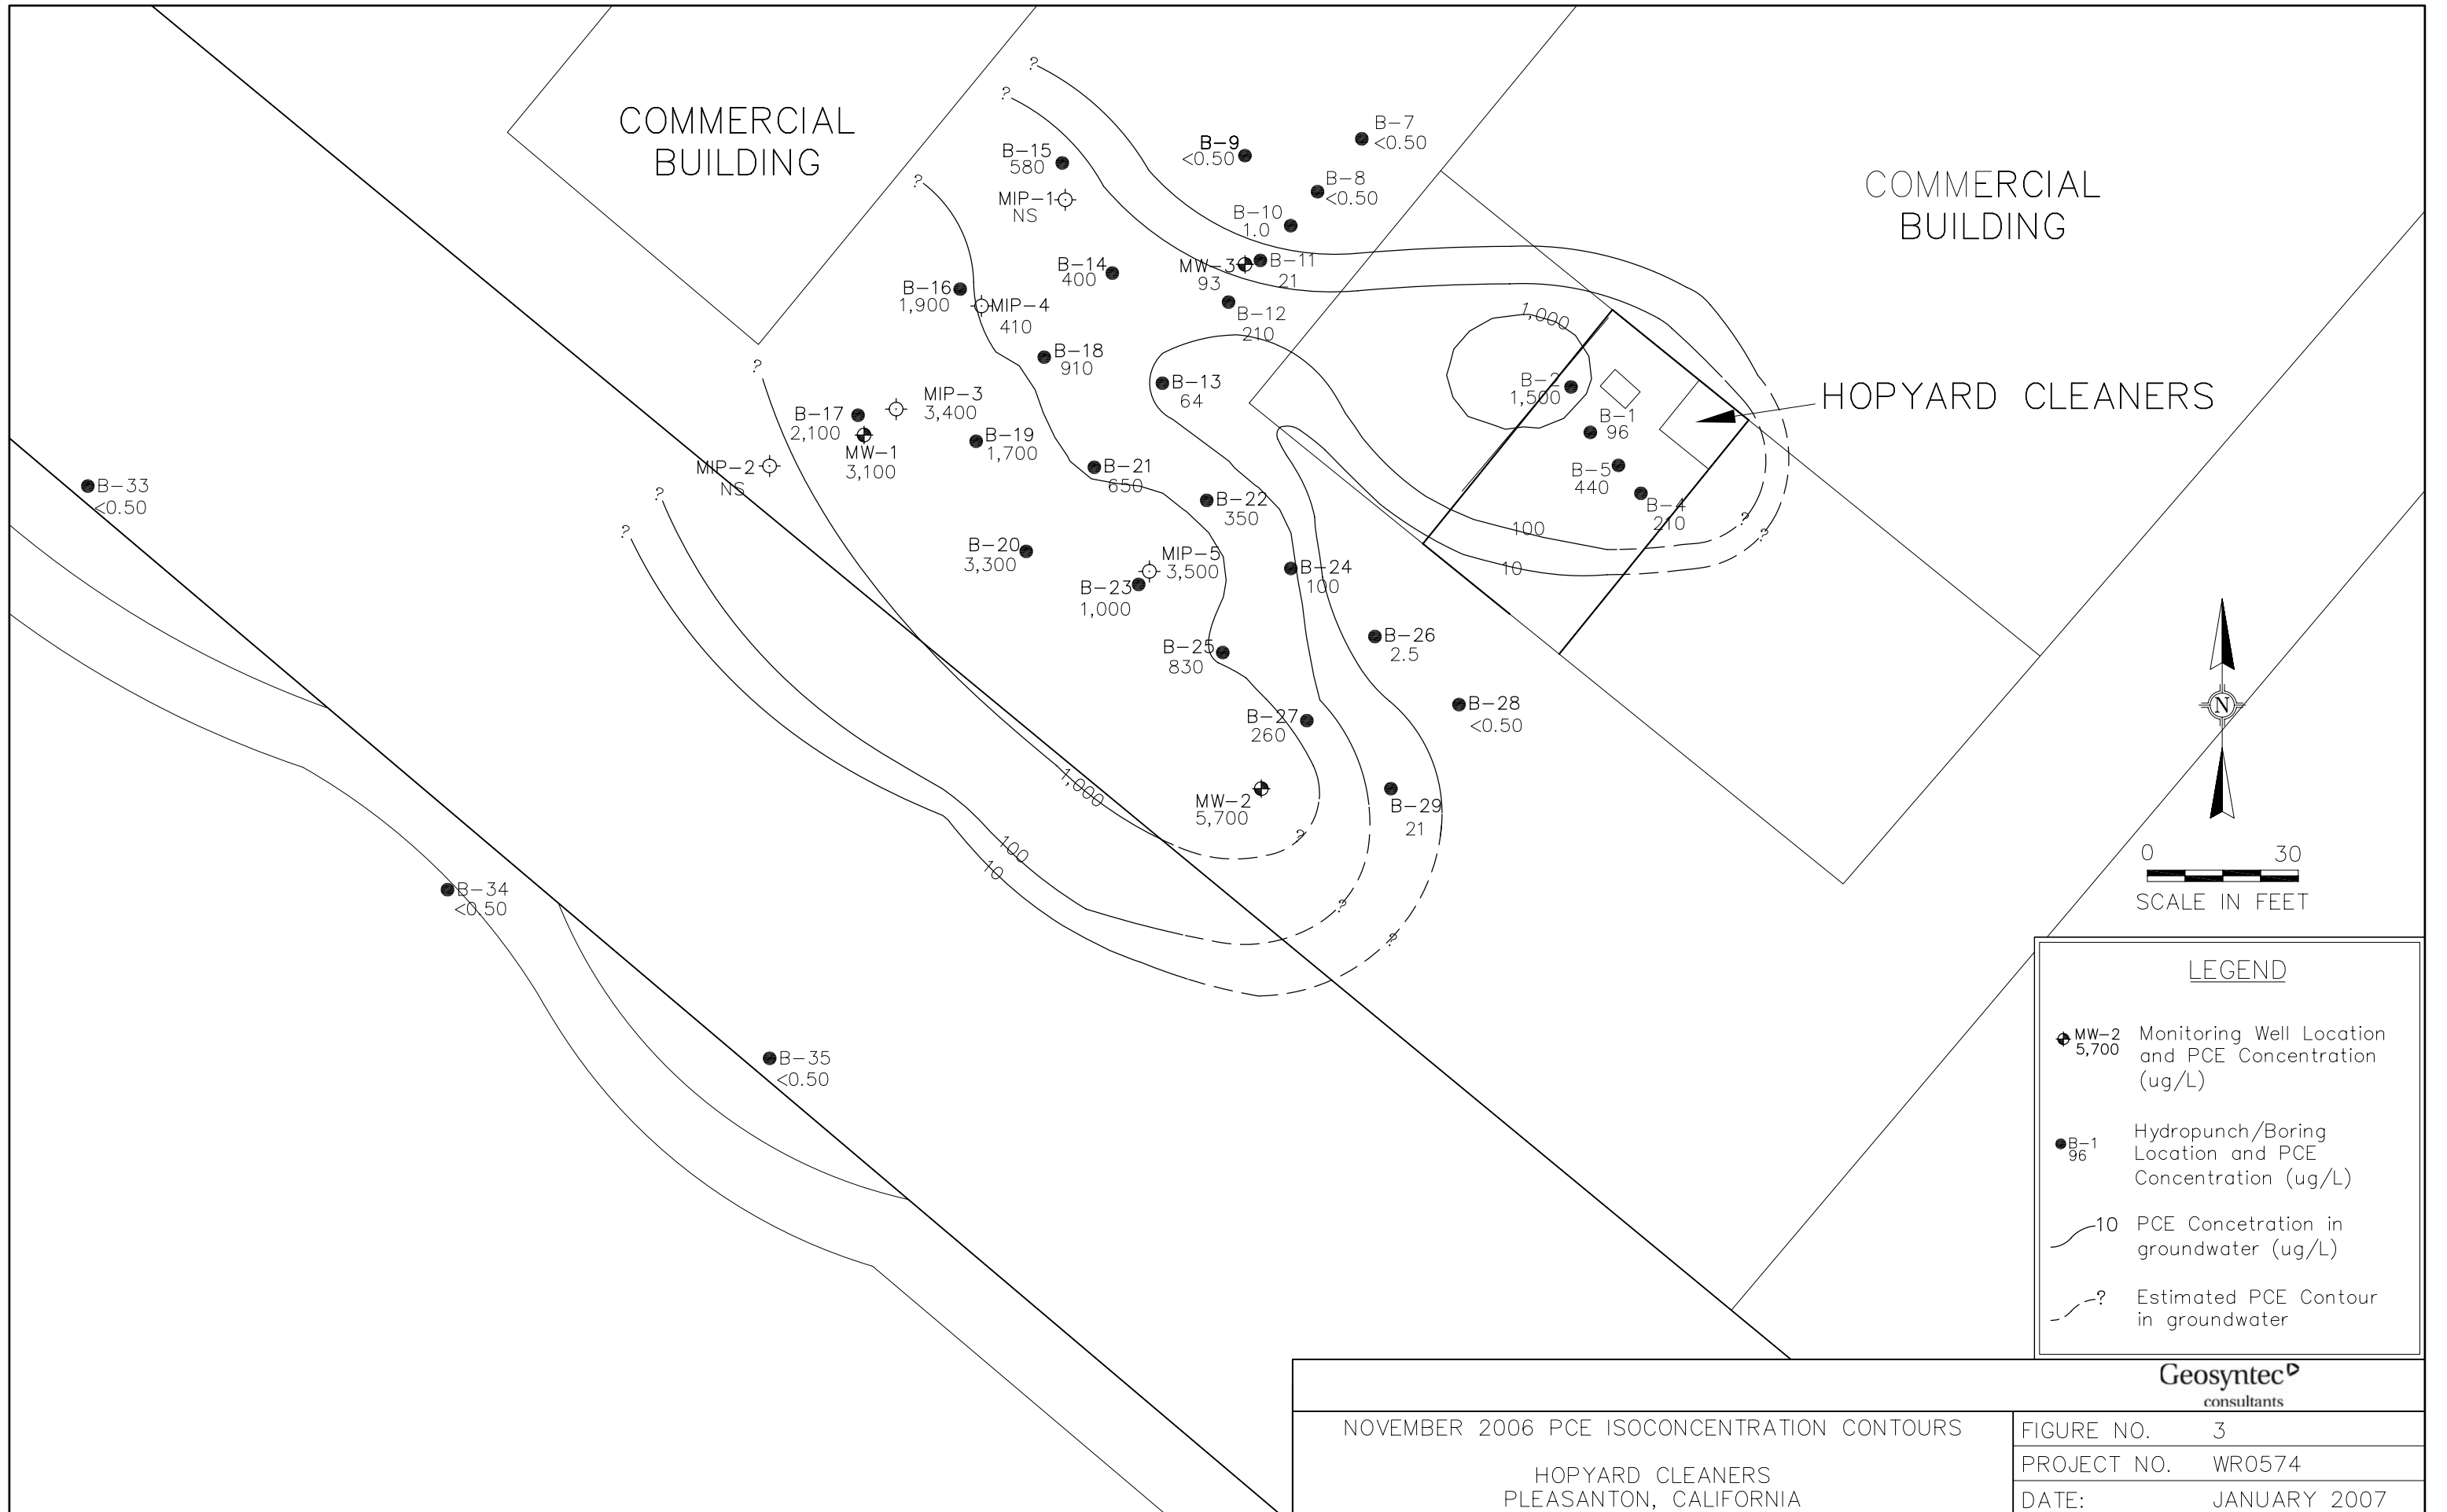 COMMERCIAL
BUILDING
COMMERCIAL
BUILDING
HOPYARD CLEANERS
?
?
?
?
?
?
B-7
<0.50
B-9
<0.50
B-8
<0.50
B-10
1.0
B-11
21
MW-3
93
B-12
210
B-15
580
MIP-1
NS
B-14
400
B-16
1,900
MIP-4
410
B-18
910
B-13
64
MIP-3
3,400
B-17
2,100
MW-1
3,100
B-19
1,700
MIP-2
NS
B-21
650
B-22
350
B-20
3,300
MIP-5
3,500
B-23
1,000
B-24
100
B-25
830
B-26
2.5
B-27
260
B-28
<0.50
MW-2
5,700
B-29
21
1,000
B-2
1,500
B-1
96
B-5
440
B-4
210
100
10
?
?
1,000
100
10
?
?
?
B-33
<0.50
B-34
<0.50
B-35
<0.50
N
0 30
SCALE IN FEET
LEGEND
MW-2
5,700
Monitoring Well Location
and PCE Concentration
(ug/L)
B-1
96
Hydropunch/Boring
Location and PCE
Concentration (ug/L)
10 PCE Concetration in
groundwater (ug/L)
? Estimated PCE Contour
in groundwater
Geosyntec
consultants
NOVEMBER 2006 PCE ISOCONCENTRATION CONTOURS
HOPYARD CLEANERS
PLEASANTON, CALIFORNIA
FIGURE NO. 3
PROJECT NO. WR0574
DATE: JANUARY 2007